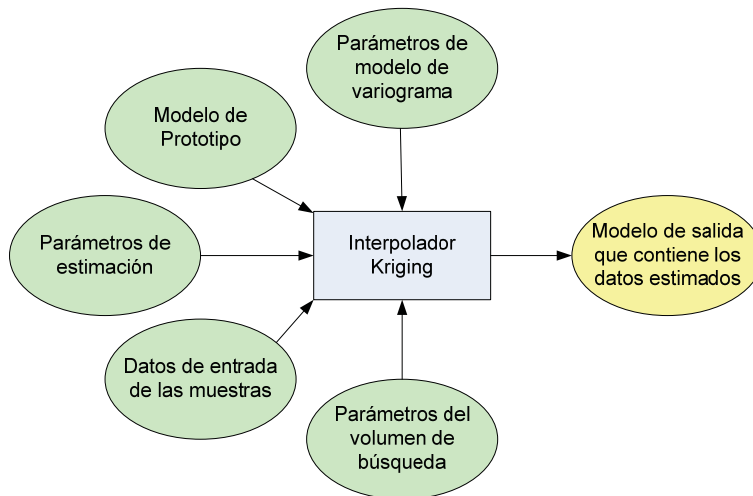 Parámetros de
modelo de
variograma
Modelo de
Prototipo
Parámetros de
estimación
Interpolador
Kriging
Modelo de salida
que contiene los
datos estimados
Datos de entrada
de las muestras
Parámetros del
volumen de
búsqueda